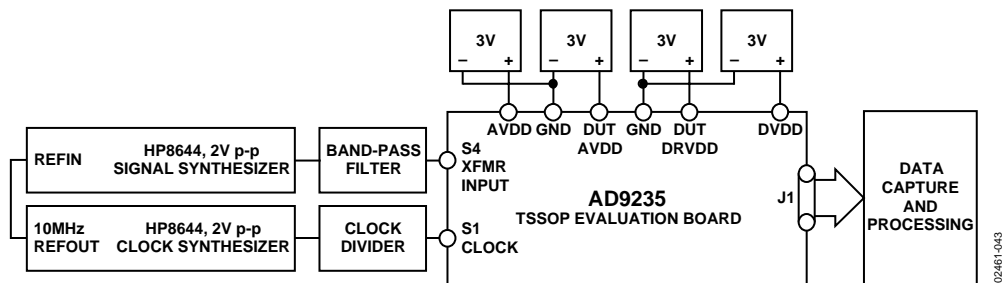 3V
3V
3V
3V
– +
– +
– +
– +
AVDD GND DUT AVDD GND DUT DRVDD DVDD
REFIN
HP8644, 2V p-p
SIGNAL SYNTHESIZER
BAND-PASS
FILTER
S4
XFMR
INPUT
10MHz
REFOUT
HP8644, 2V p-p
CLOCK SYNTHESIZER
CLOCK
DIVIDER
S1
CLOCK
AD9235
TSSOP EVALUATION BOARD
J1
DATA
CAPTURE
AND
PROCESSING
02461-043